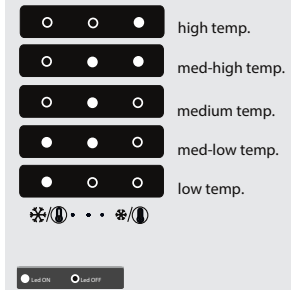 high temp.
med-high temp.
medium temp.
med-low temp.
low temp.
Led ON Led OFF